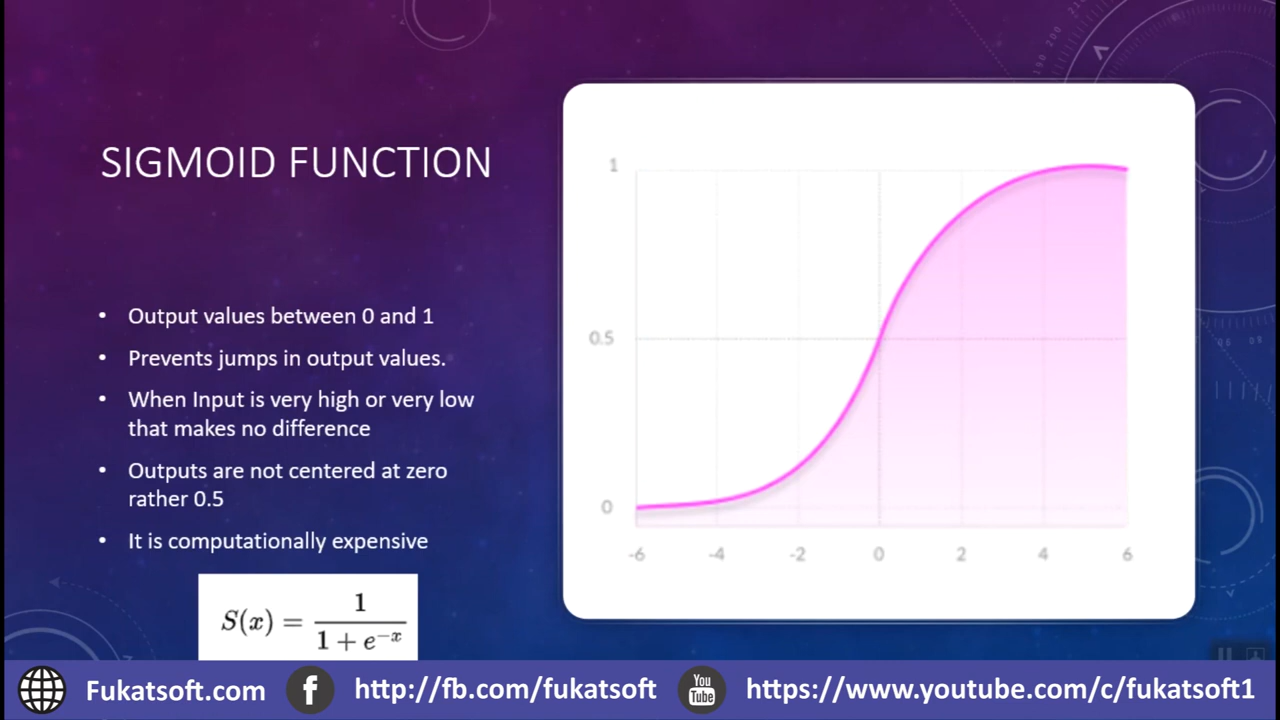 SIGMOID FUNCTION
• Output values between 0 and 1
• Prevents jumps in output values.
• When Input is very high or very low
that makes no difference
• Outputs are not centered at zero
rather 0.5
• It is computationally expensive
S(x) = 1 / (1 + e^{-x})
1
0.5
0
-6 -4 -2 0 2 4 6
Fukatsoft.com f http://fb.com/fukatsoft You Tube https://www.youtube.com/c/fukatsoft1